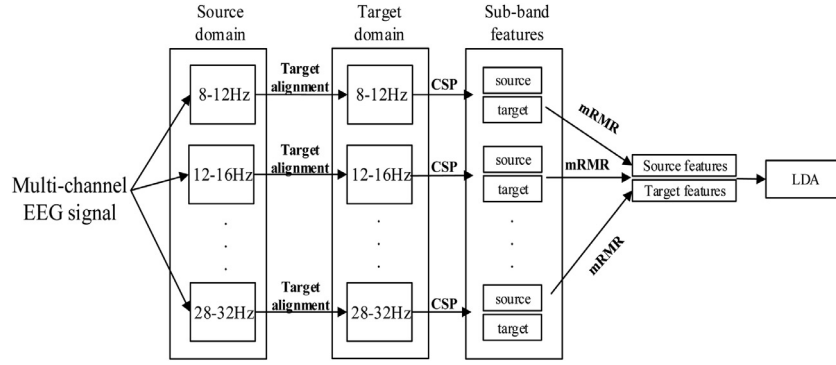 Source
domain
Target
domain
Sub-band
features
8-12Hz
Target
alignment
8-12Hz
CSP
source
target
mRMR
Multi-channel
EEG signal
12-16Hz
Target
alignment
12-16Hz
CSP
source
target
mRMR
Source features
Target features
LDA
.
.
.
.
.
.
.
.
.
28-32Hz
Target
alignment
28-32Hz
CSP
source
target
mRMR